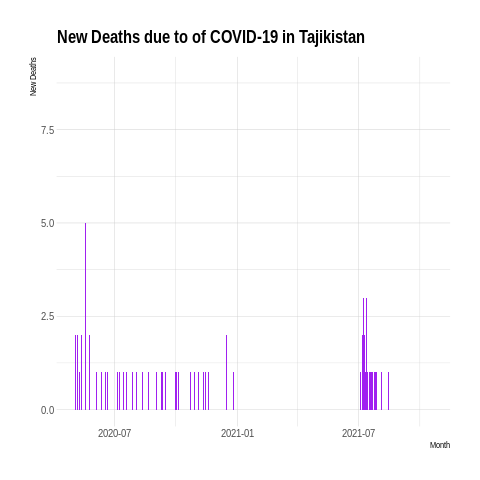 New Deaths due to of COVID-19 in Tajikistan
New Deaths
7.5
5.0
2.5
0.0
2020-07
2021-01
2021-07
Month